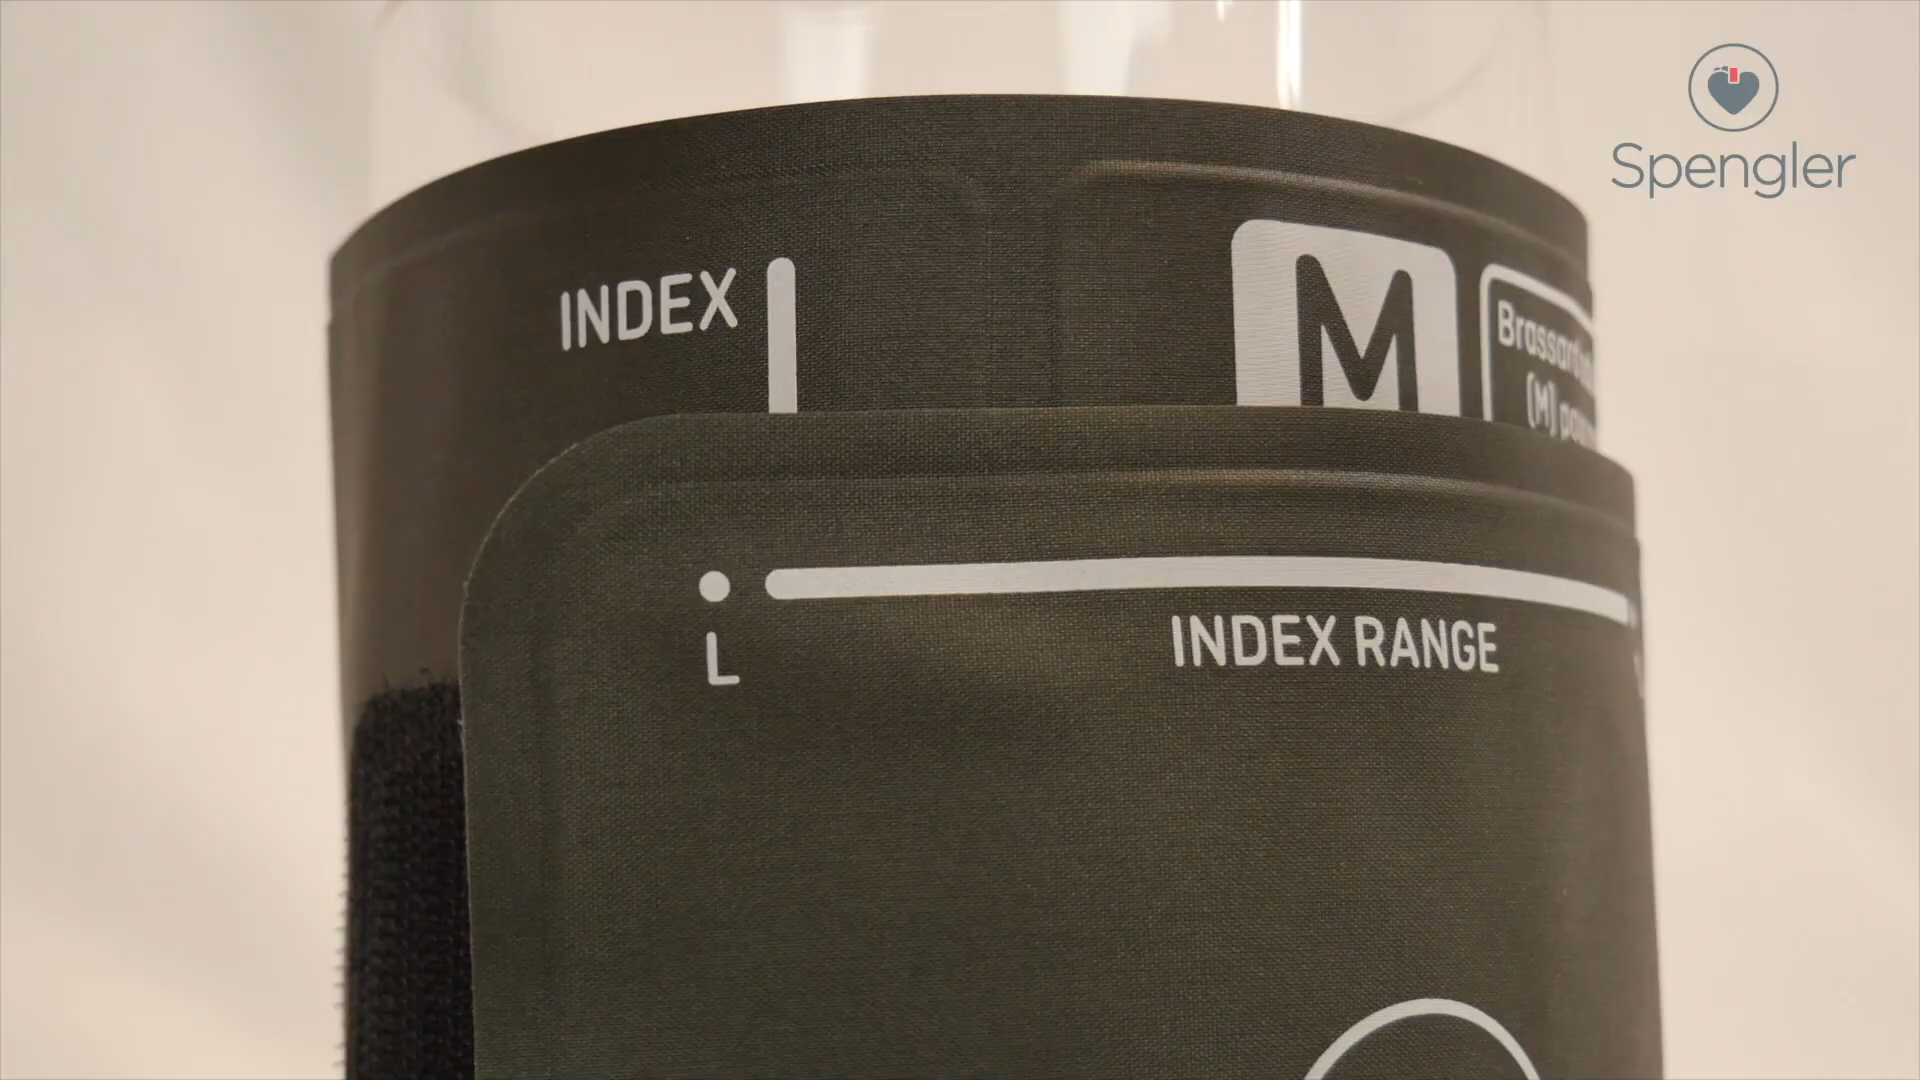 Spengler
INDEX
M
(M)
L
INDEX RANGE